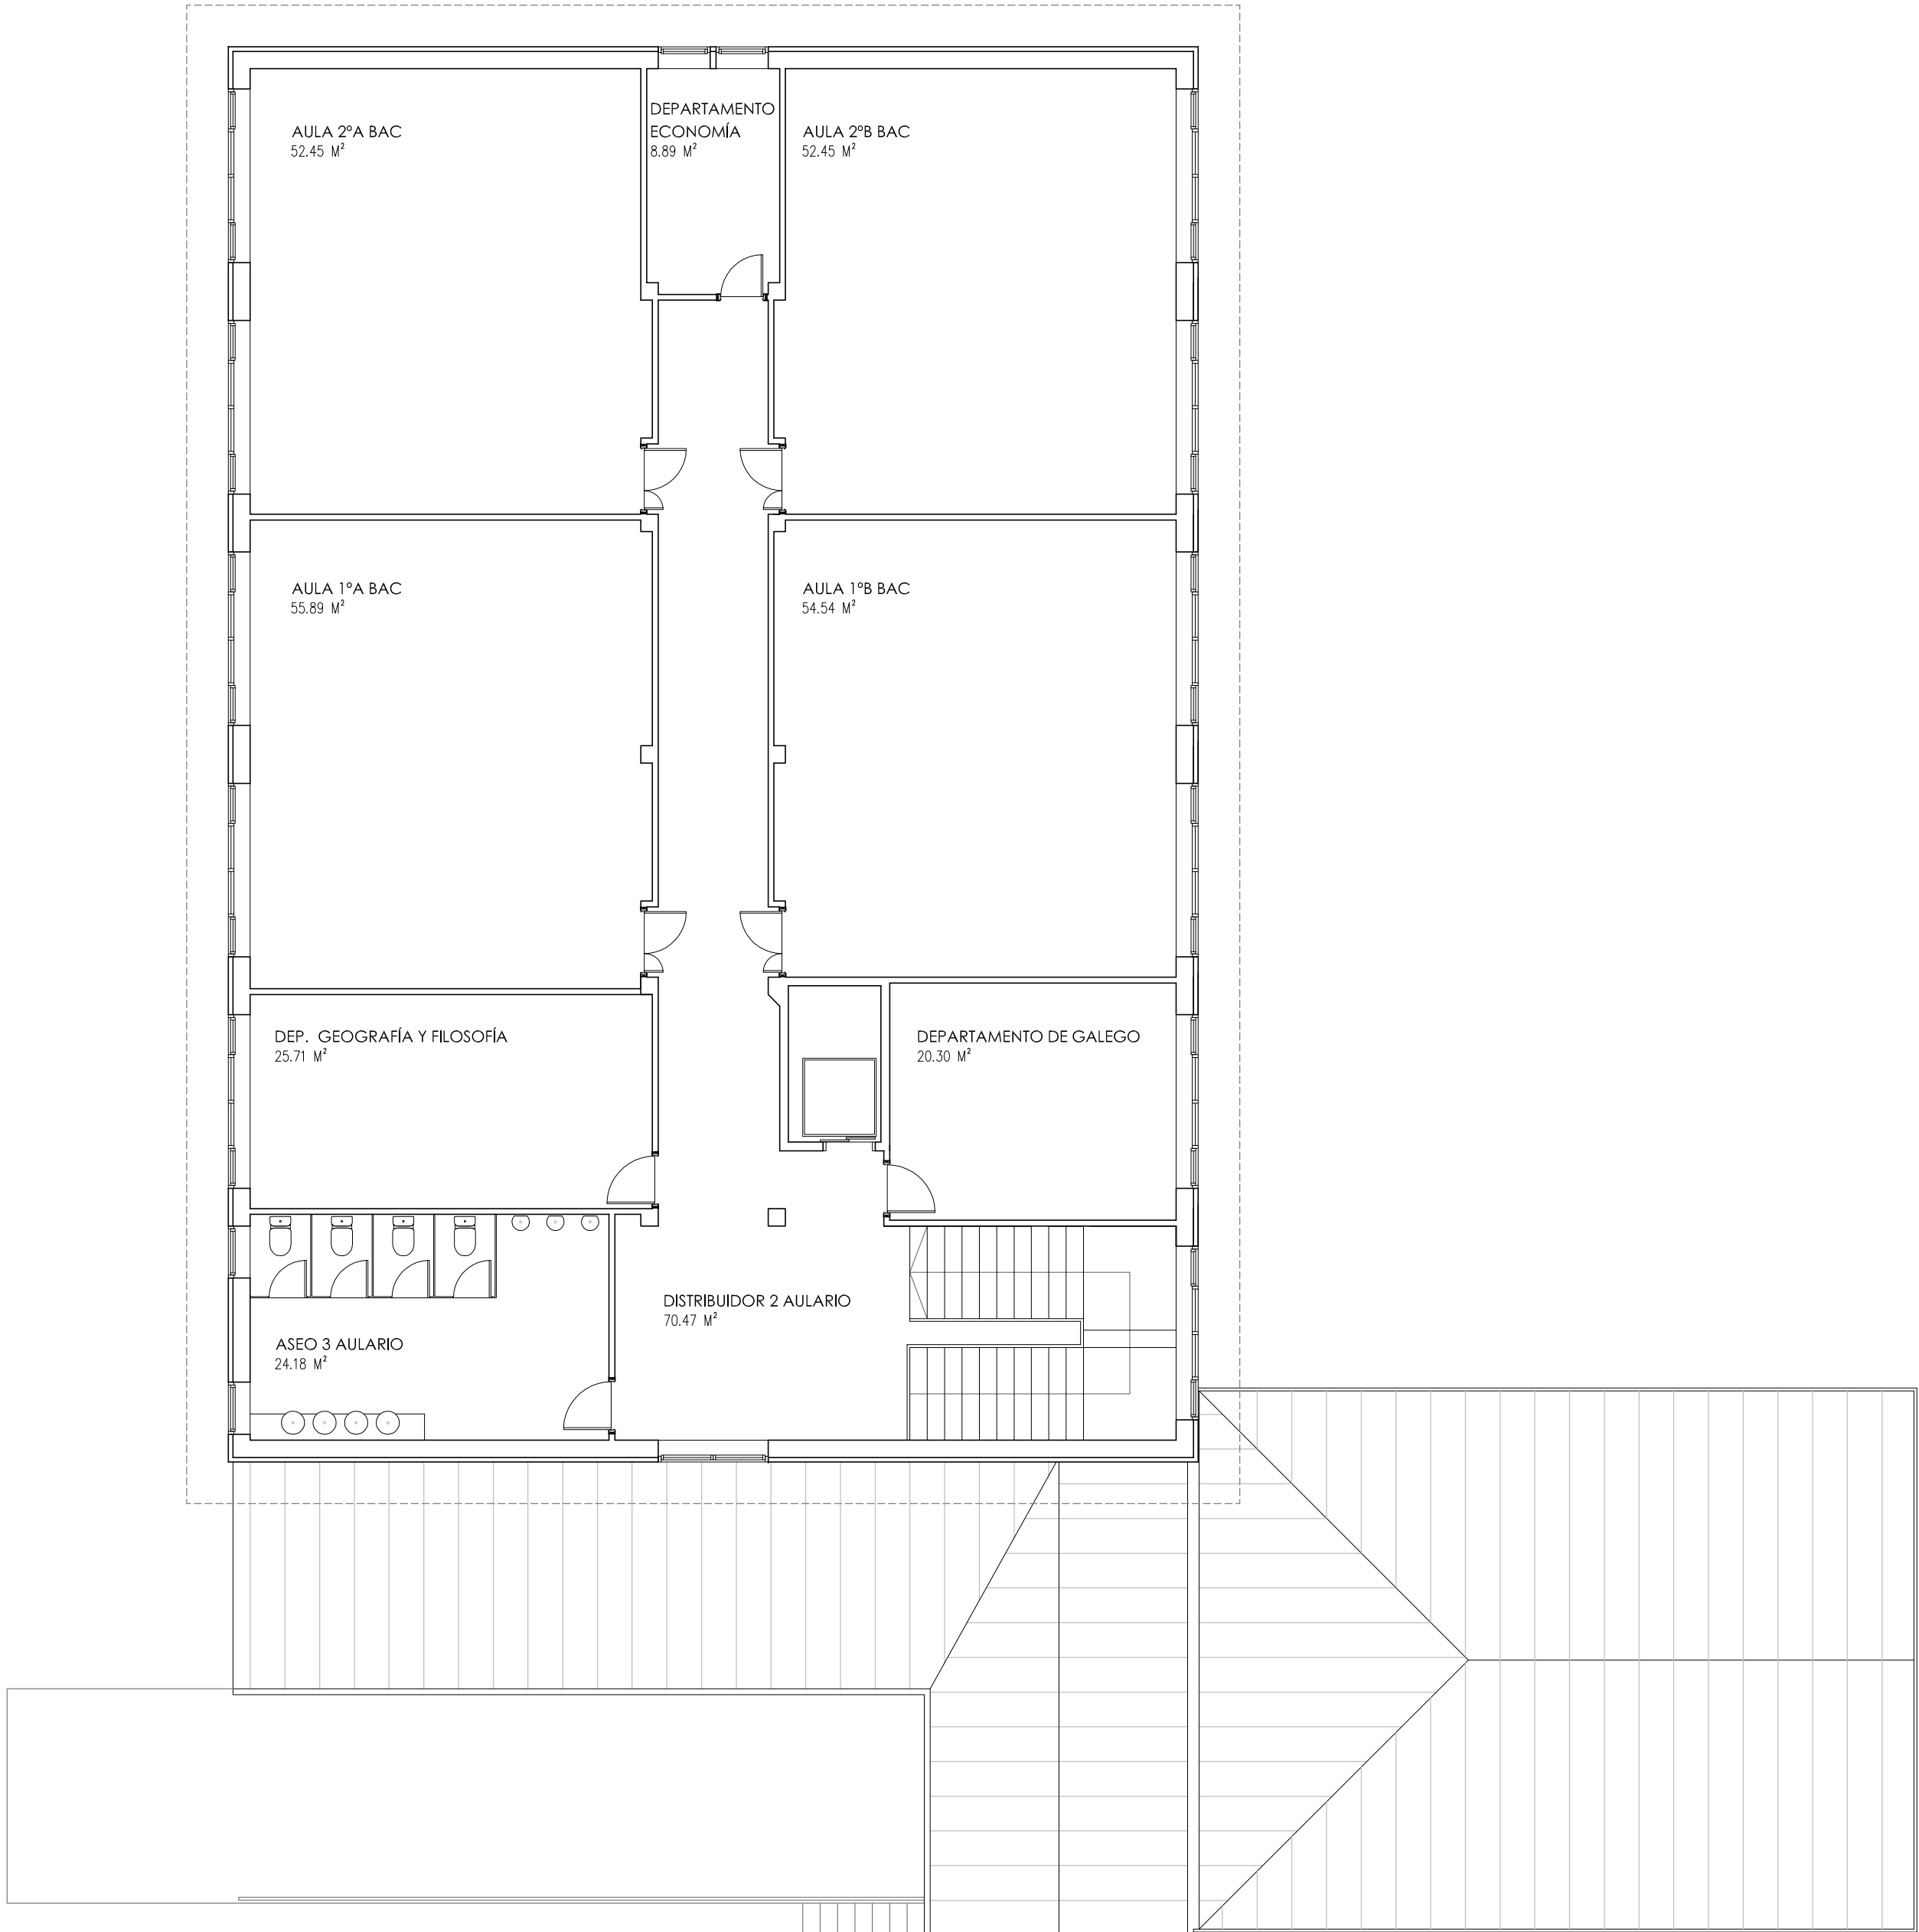 AULA 2ºA BAC
52.45 M²
DEPARTAMENTO
ECONOMÍA
8.89 M²
AULA 2ºB BAC
52.45 M²
AULA 1ºA BAC
55.89 M²
AULA 1ºB BAC
54.54 M²
DEP. GEOGRAFÍA Y FILOSOFÍA
25.71 M²
DEPARTAMENTO DE GALEGO
20.30 M²
DISTRIBUIDOR 2 AULARIO
70.47 M²
ASEO 3 AULARIO
24.18 M²